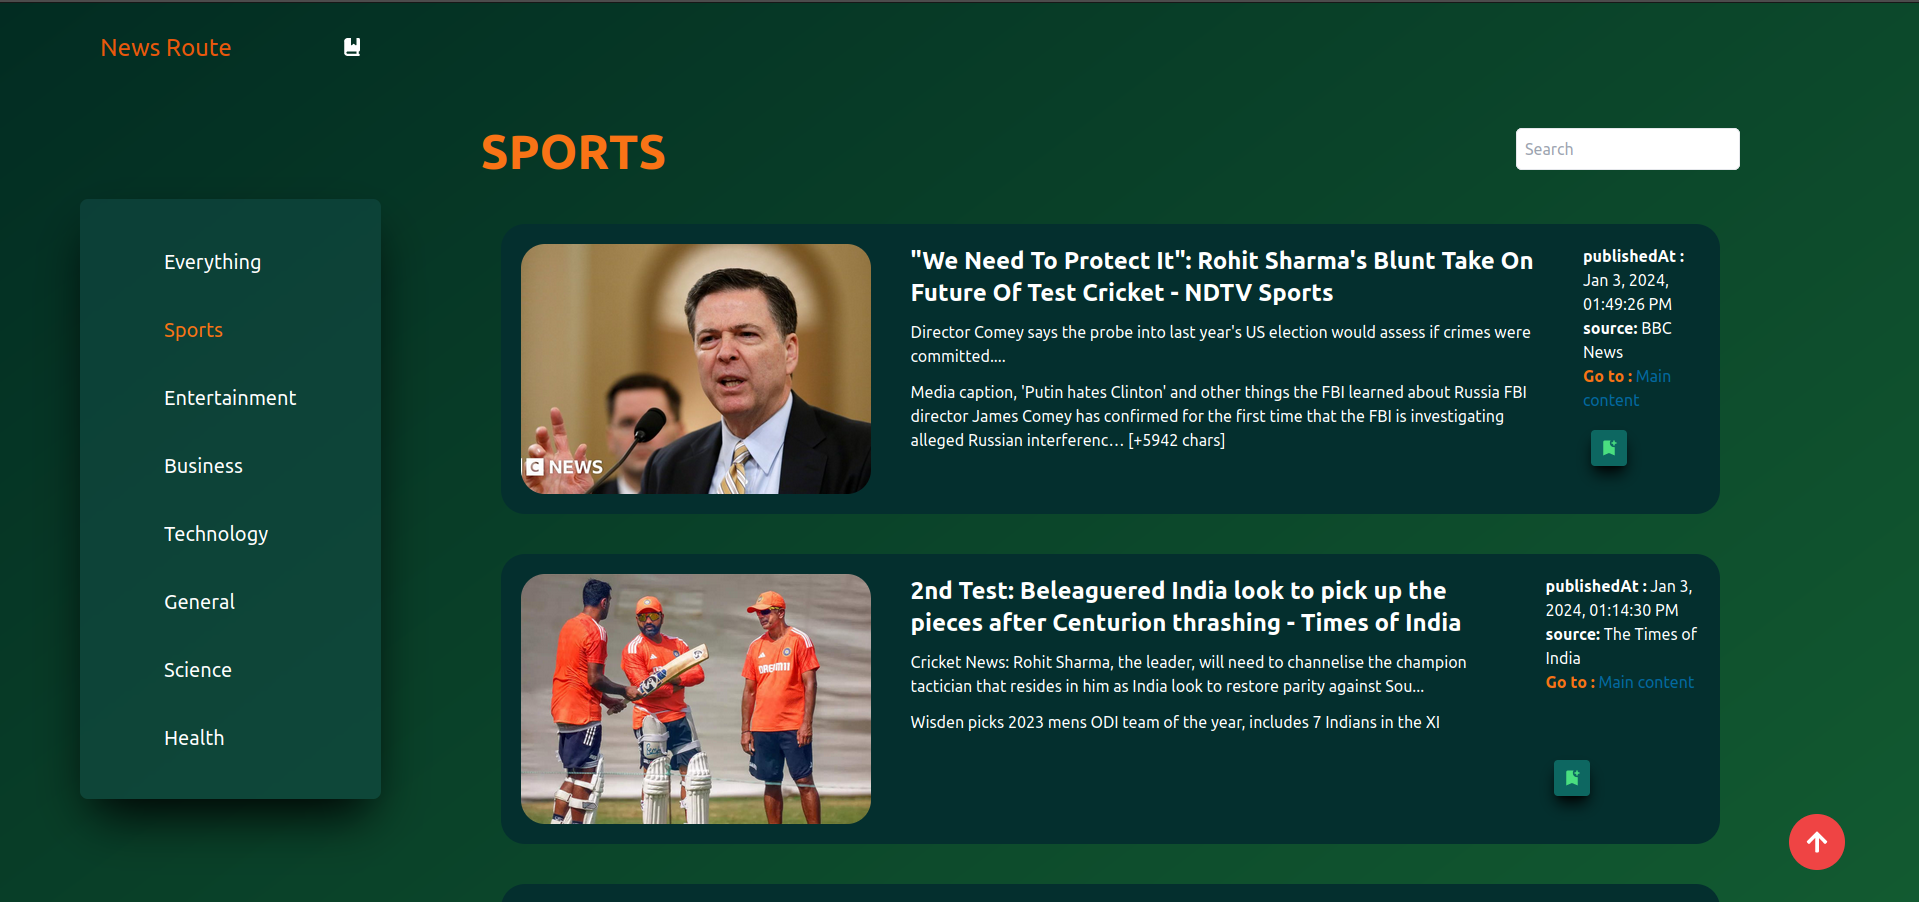 News Route
SPORTS
Search
Everything
Sports
Entertainment
Business
Technology
General
Science
Health
"We Need To Protect It": Rohit Sharma's Blunt Take On
Future Of Test Cricket - NDTV Sports
Director Comey says the probe into last year's US election would assess if crimes were
committed....
Media caption, 'Putin hates Clinton' and other things the FBI learned about Russia FBI
director James Comey has confirmed for the first time that the FBI is investigating
alleged Russian interferenc… [+5942 chars]
publishedAt :
Jan 3, 2024,
01:49:26 PM
source: BBC
News
Go to : Main
content
C NEWS
2nd Test: Beleaguered India look to pick up the
pieces after Centurion thrashing - Times of India
Cricket News: Rohit Sharma, the leader, will need to channelise the champion
tactician that resides in him as India look to restore parity against Sou...
Wisden picks 2023 mens ODI team of the year, includes 7 Indians in the XI
publishedAt : Jan 3,
2024, 01:14:30 PM
source: The Times of
India
Go to : Main content
DREAM11